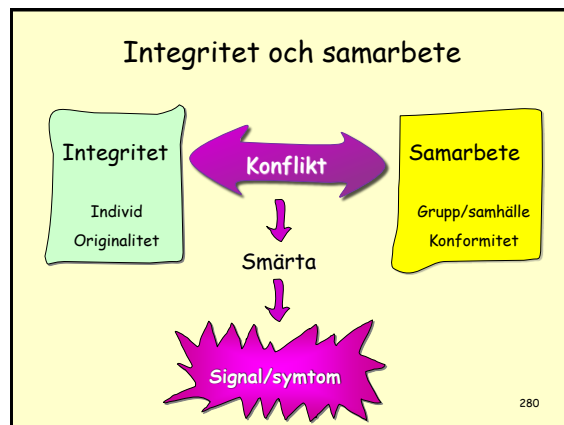 Integritet och samarbete
Integritet
Individ
Originalitet
Konflikt
Samarbete
Grupp/samhälle
Konformitet
Smärta
Signal/symtom
280